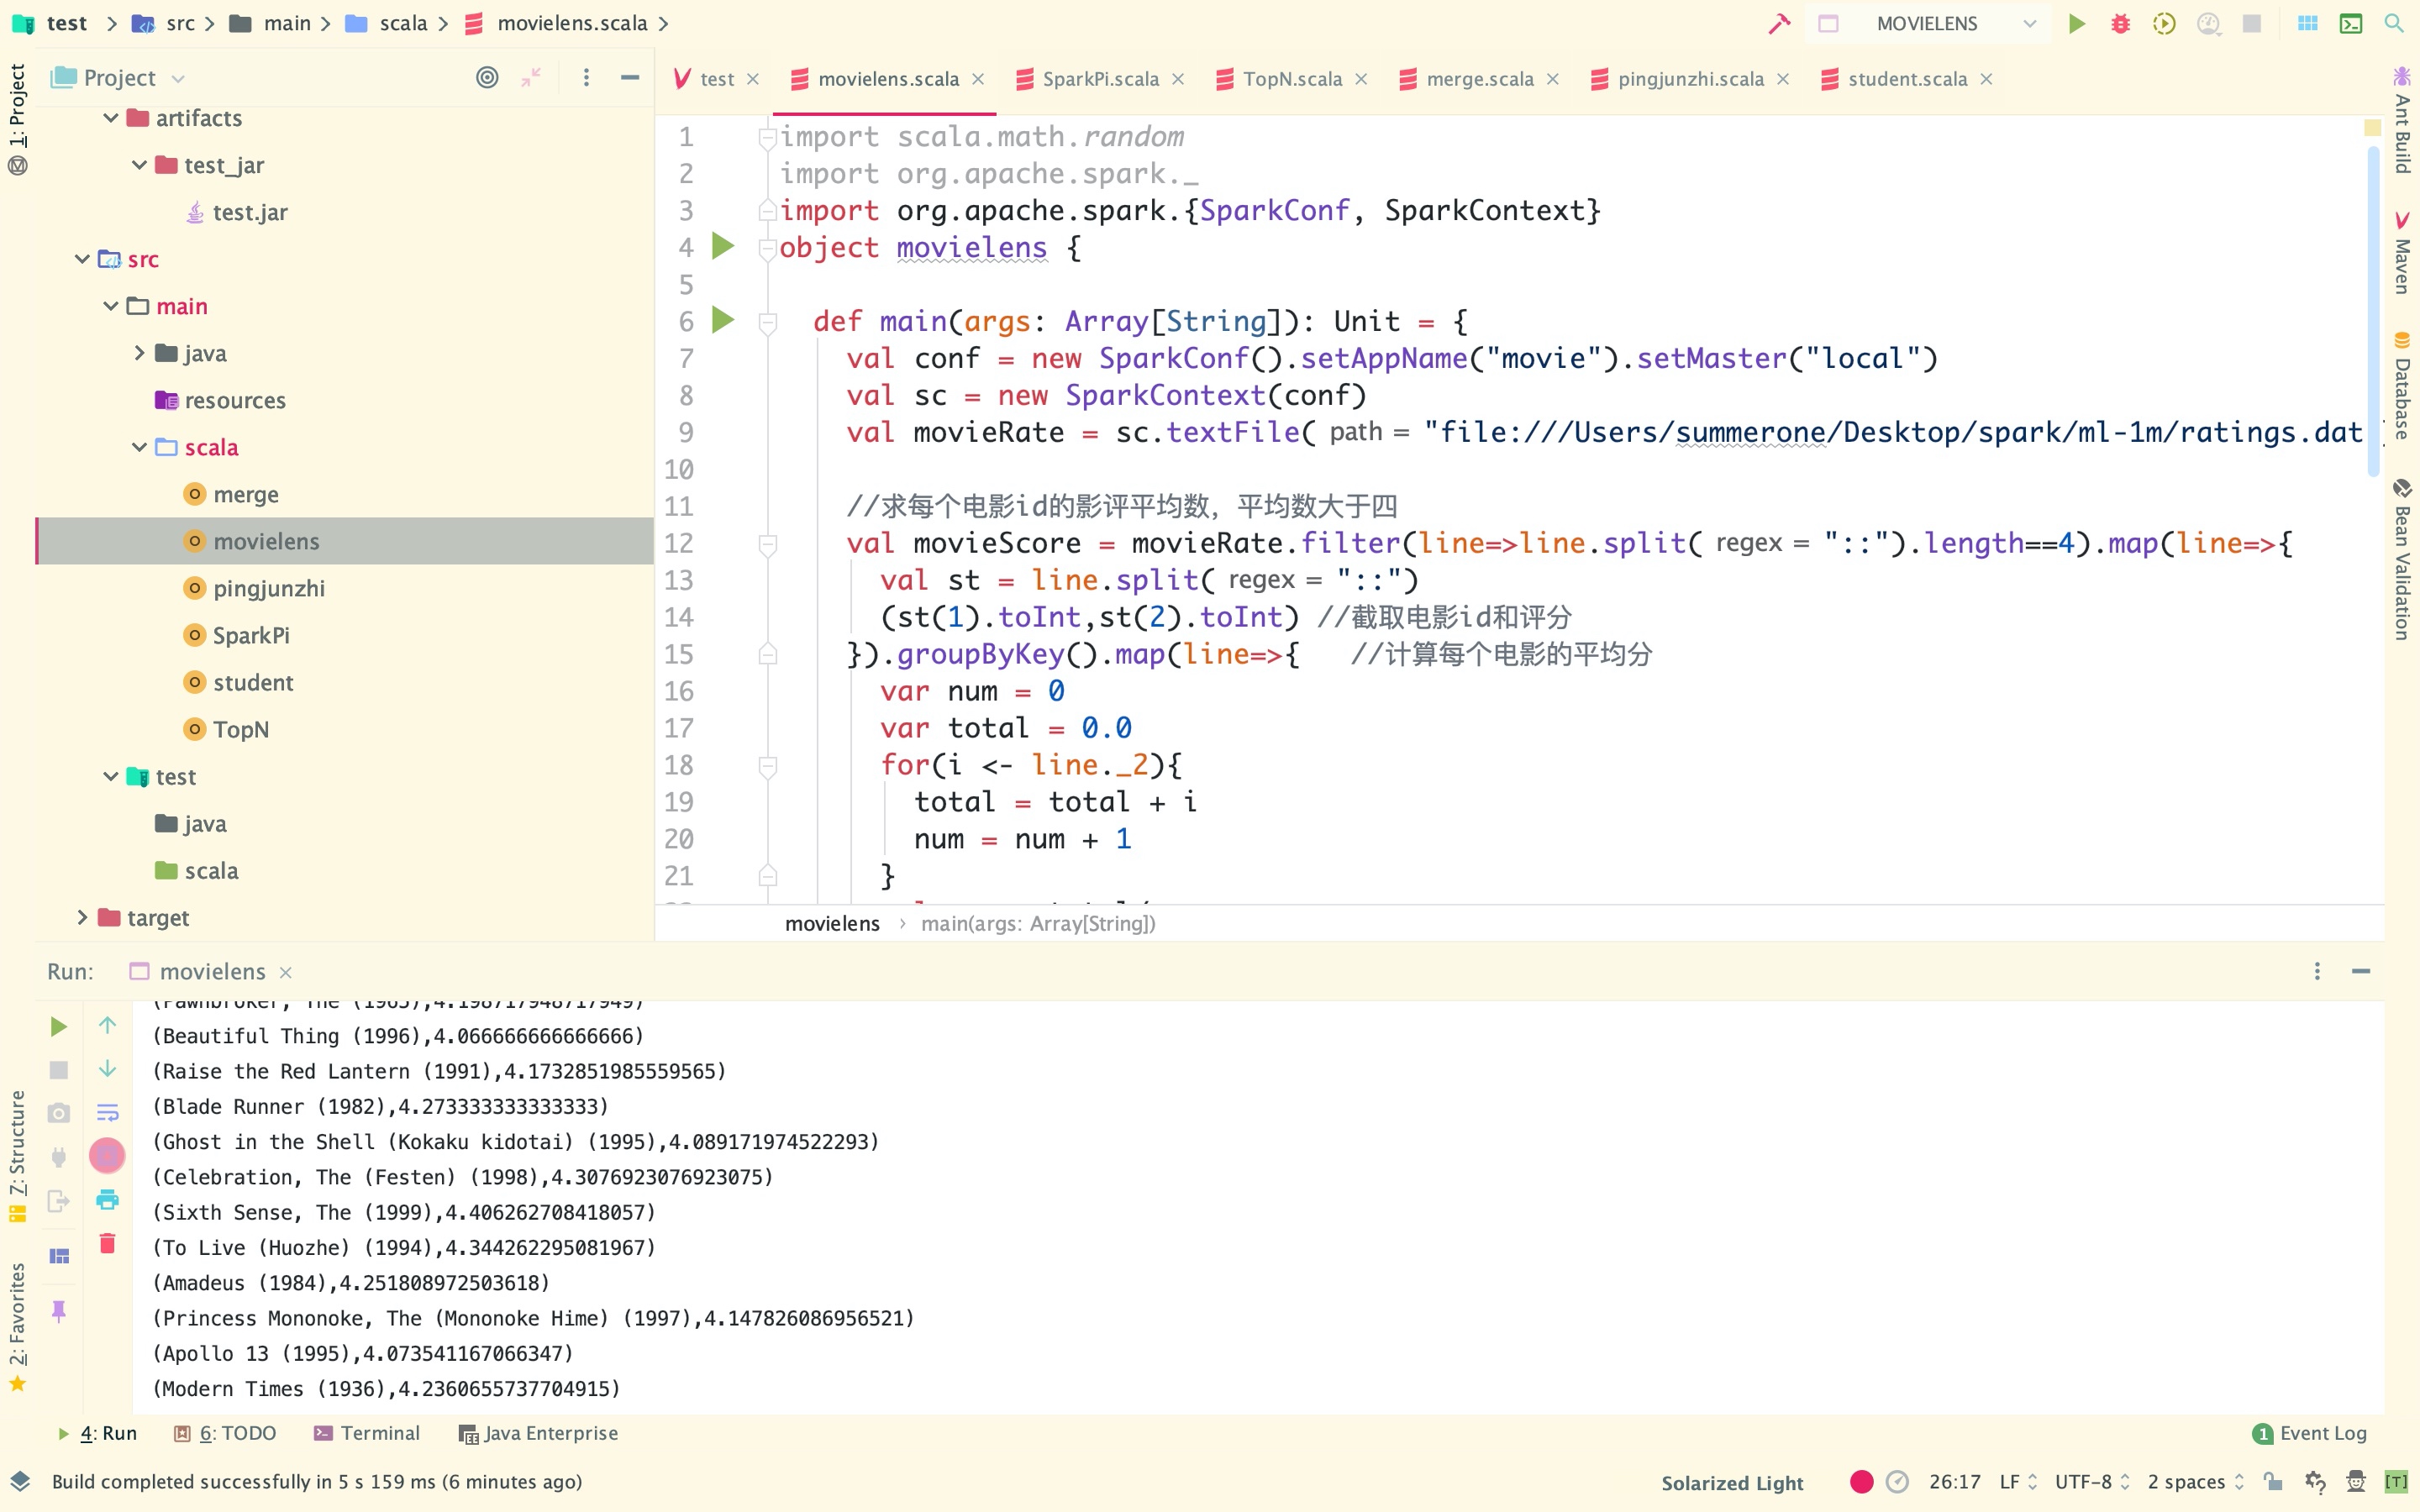 test src main scala movielens.scala MOVIELENS
1: Project
Project
test movielens.scala SparkPi.scala TopN.scala merge.scala pingjunzhi.scala student.scala
artifacts
test_jar
test.jar
src
main
java
resources
scala
merge
movielens
pingjunzhi
SparkPi
student
TopN
test
java
scala
target
1 import scala.math.random
2 import org.apache.spark._
3 import org.apache.spark.{SparkConf, SparkContext}
4 object movielens {
5
6 def main(args: Array[String]): Unit = {
7 val conf = new SparkConf().setAppName("movie").setMaster("local")
8 val sc = new SparkContext(conf)
9 val movieRate = sc.textFile( path = "file:///Users/summerone/Desktop/spark/ml-1m/ratings.dat
10
11 //求每个电影id的影评平均数，平均数大于四
12 val movieScore = movieRate.filter(line=>line.split( regex = "::").length==4).map(line=>{
13 val st = line.split( regex = "::")
14 (st(1).toInt,st(2).toInt) //截取电影id和评分
15 }).groupByKey().map(line=>{ //计算每个电影的平均分
16 var num = 0
17 var total = 0.0
18 for(i <- line._2){
19 total = total + i
20 num = num + 1
21 }
movielens › main(args: Array[String])
Ant Build
Maven
Database
Bean Validation
Run: movielens
(Pawnbroker, The (1965),4.198717948717949)
(Beautiful Thing (1996),4.066666666666666)
(Raise the Red Lantern (1991),4.1732851985559565)
(Blade Runner (1982),4.273333333333333)
(Ghost in the Shell (Kokaku kidotai) (1995),4.089171974522293)
(Celebration, The (Festen) (1998),4.3076923076923075)
(Sixth Sense, The (1999),4.406262708418057)
(To Live (Huozhe) (1994),4.344262295081967)
(Amadeus (1984),4.251808972503618)
(Princess Mononoke, The (Mononoke Hime) (1997),4.147826086956521)
(Apollo 13 (1995),4.073541167066347)
(Modern Times (1936),4.2360655737704915)
7: Structure
2: Favorites
4: Run 6: TODO Terminal Java Enterprise 1 Event Log
Build completed successfully in 5 s 159 ms (6 minutes ago) Solarized Light 26:17 LF UTF-8 2 spaces [T]